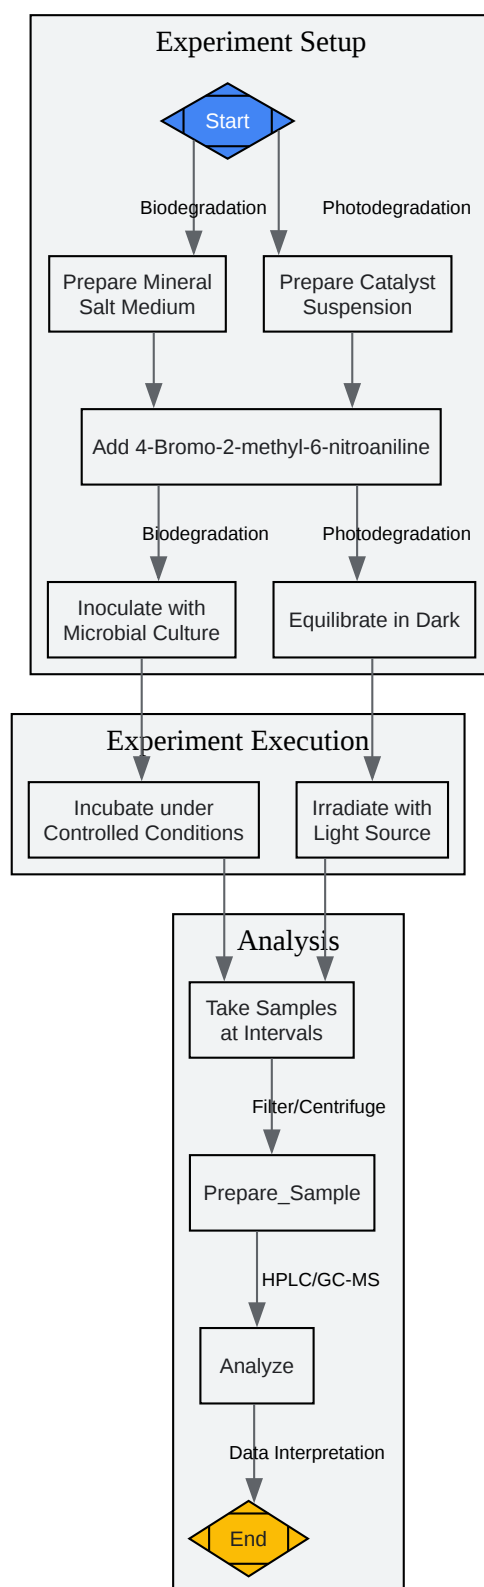 Experiment Setup
Start
Biodegradation
Photodegradation
Prepare Mineral
Salt Medium
Prepare Catalyst
Suspension
Add 4-Bromo-2-methyl-6-nitroaniline
Biodegradation
Photodegradation
Inoculate with
Microbial Culture
Equilibrate in Dark
Experiment Execution
Incubate under
Controlled Conditions
Irradiate with
Light Source
Analysis
Take Samples
at Intervals
Filter/Centrifuge
Prepare_Sample
HPLC/GC-MS
Analyze
Data Interpretation
End